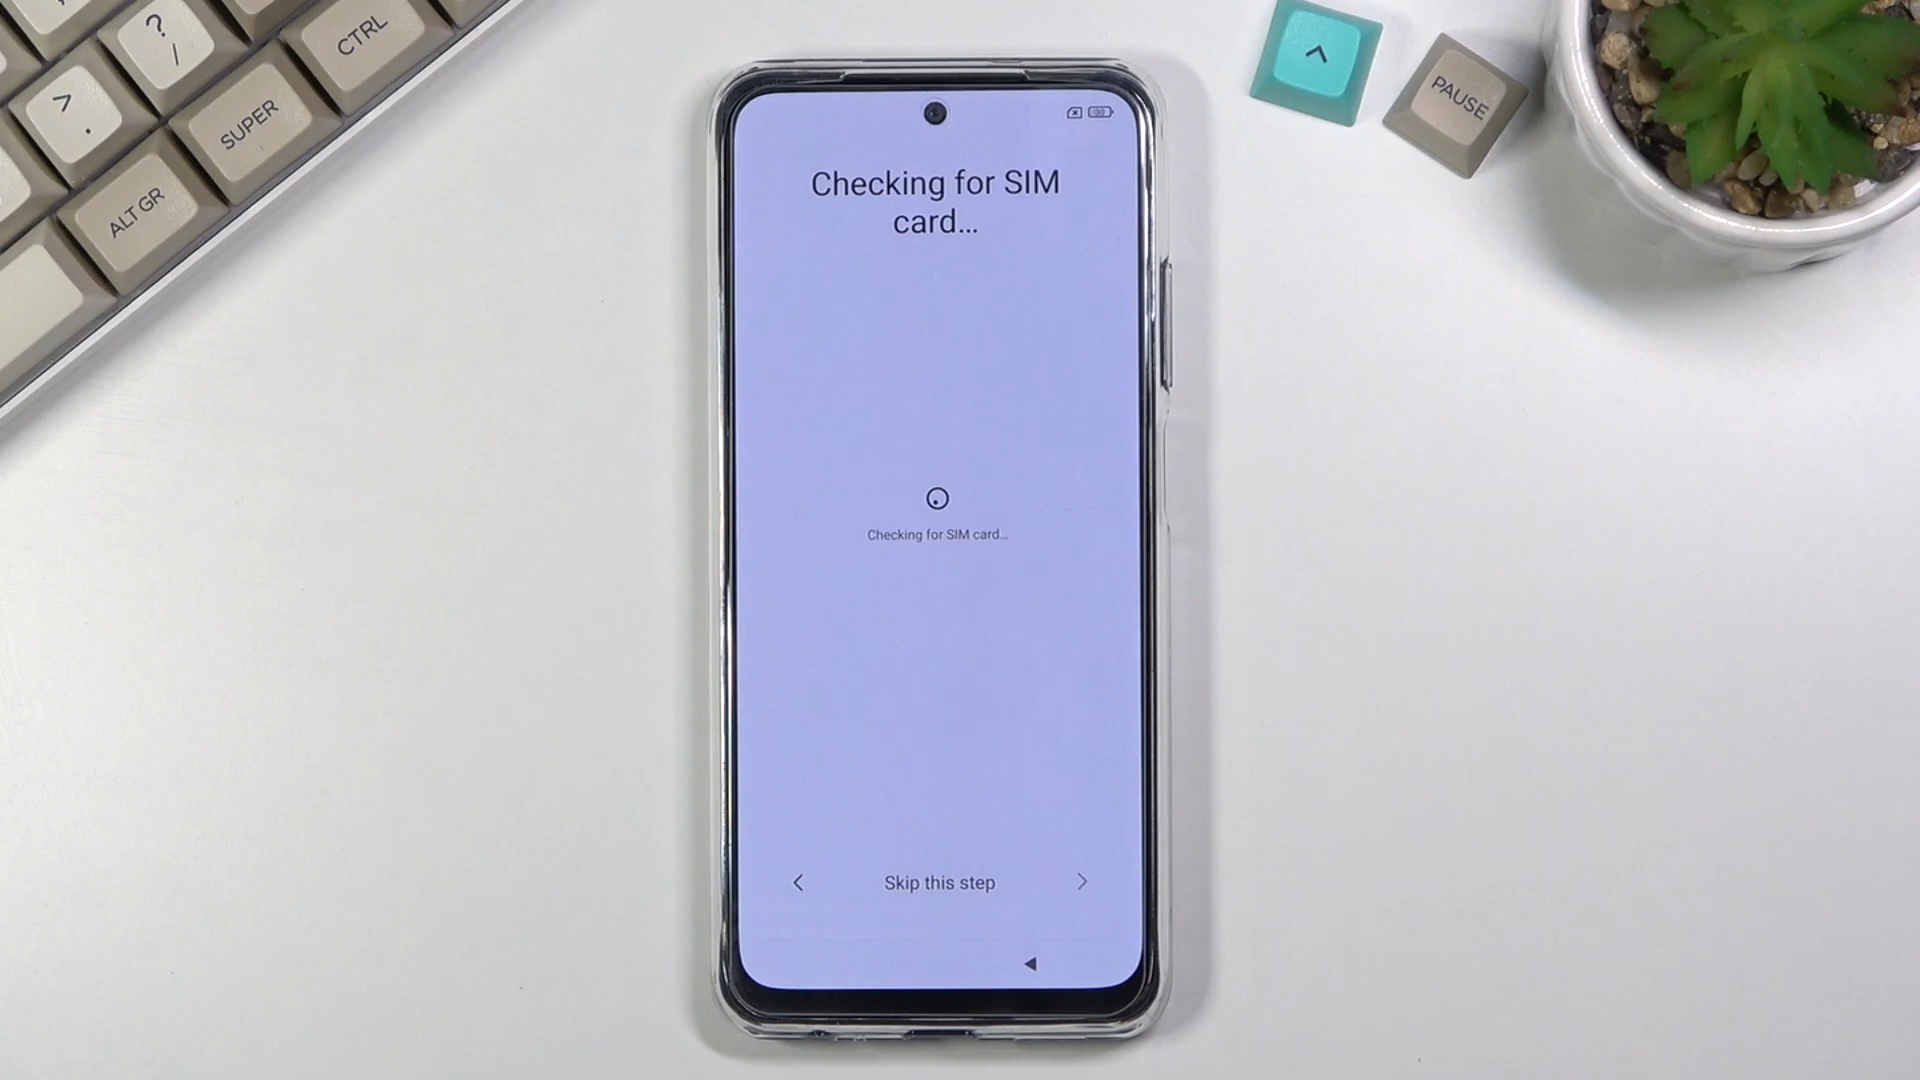 ?
/
CTRL
>
.
SUPER
ALT GR
^
PAUSE
Checking for SIM
card...
Checking for SIM card...
Skip this step